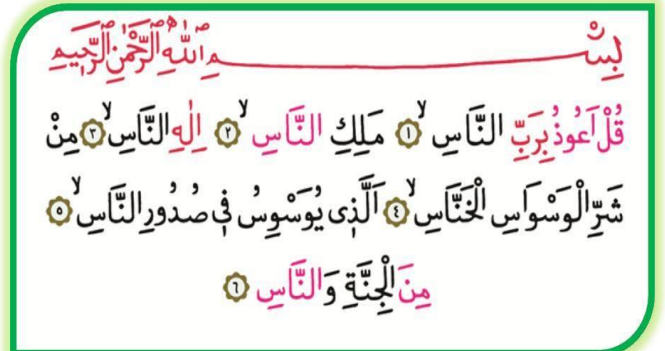 بِسْمِ اللّٰهِ الرَّحْمٰنِ الرَّح۪يمِ
قُلْ اَعُوذُ بِرَبِّ النَّاسِۙ ﴿١﴾ مَلِكِ النَّاسِۙ ﴿٢﴾ اِلٰهِ النَّاسِۙ ﴿٣﴾ مِنْ
شَرِّ الْوَسْوَاسِ الْخَنَّاسِۙ ﴿٤﴾ اَلَّذ۪ى يُوَسْوِسُ ف۪ى صُدُورِ النَّاسِۙ ﴿٥﴾
مِنَ الْجِنَّةِ وَالنَّاسِ ﴿٦﴾